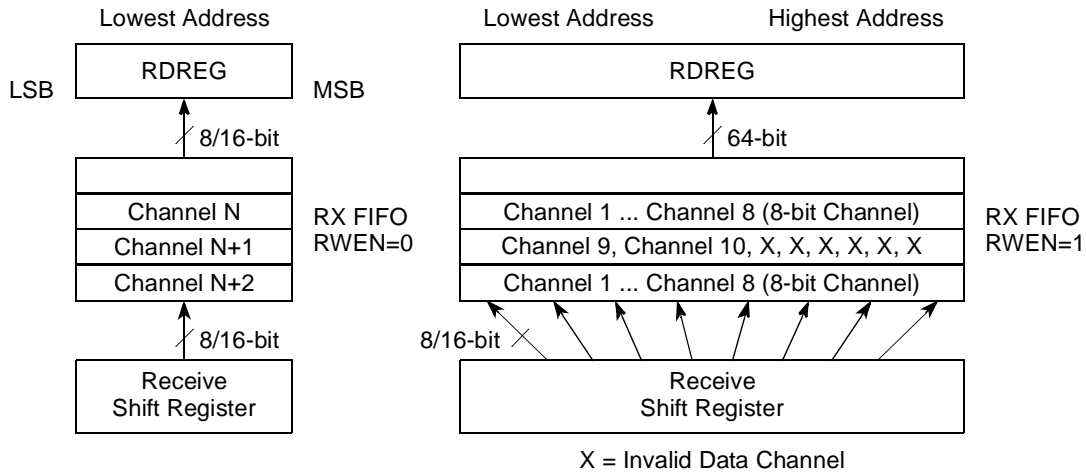 Lowest Address
LSB
RDREG
MSB
8/16-bit
Channel N
Channel N+1
Channel N+2
RX FIFO
RWEN=0
8/16-bit
Receive
Shift Register
Lowest Address
Highest Address
RDREG
64-bit
Channel 1 ... Channel 8 (8-bit Channel)
Channel 9, Channel 10, X, X, X, X, X, X
Channel 1 ... Channel 8 (8-bit Channel)
RX FIFO
RWEN=1
8/16-bit
Receive
Shift Register
X = Invalid Data Channel